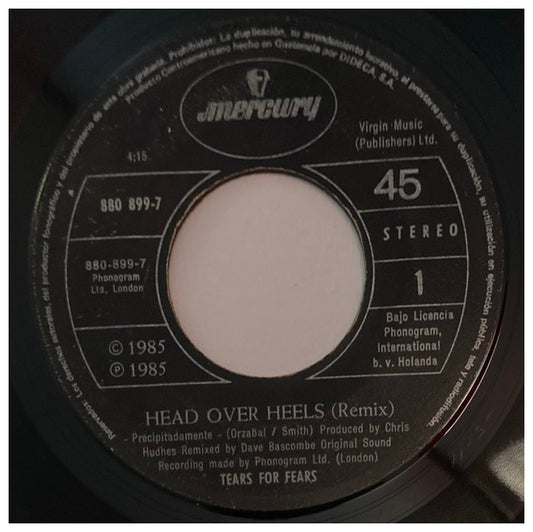 Reservados: Los derechos autorales, del productor fonográfico y del propietario de esta obra grabada. Prohibidos: La duplicación, su arrendamiento lucrativo, el prestarla para su duplicación, su utilización en ejecución pública, tele y radiodifusión.
Producto Centroamericano hecho en Guatemala por DIDECA, S.A.
mercury
Virgin Music
(Publishers) Ltd.
4:15
A
880 899-7
45
STEREO
880-899-7
Phonogram
Ltd. London
1
Bajo Licencia
Phonogram,
International
b. v. Holanda
© 1985
℗ 1985
HEAD OVER HEELS (Remix)
- Precipitadamente - (Orzabal / Smith) Produced by Chris
Hudhes Remixed by Dave Bascombe Original Sound
Recording made by Phonogram Ltd. (London)
TEARS FOR FEARS